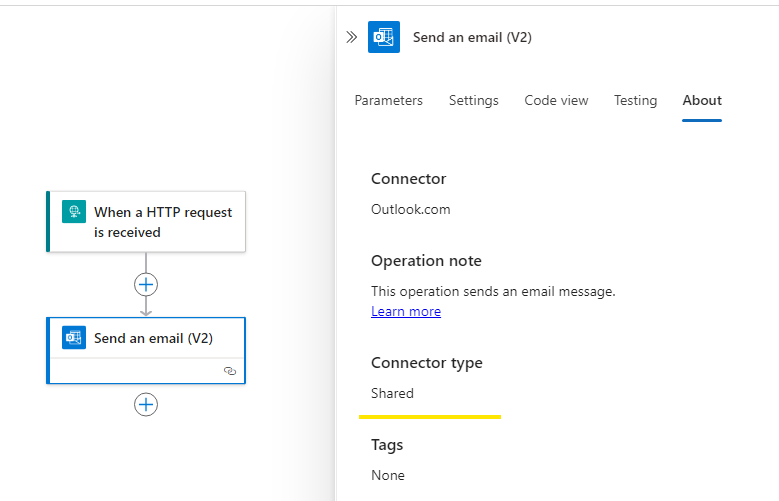 Send an email (V2)
Parameters
Settings
Code view
Testing
About
Connector
Outlook.com
Operation note
This operation sends an email message.
Learn more
Connector type
Shared
Tags
None
When a HTTP request
is received
Send an email (V2)